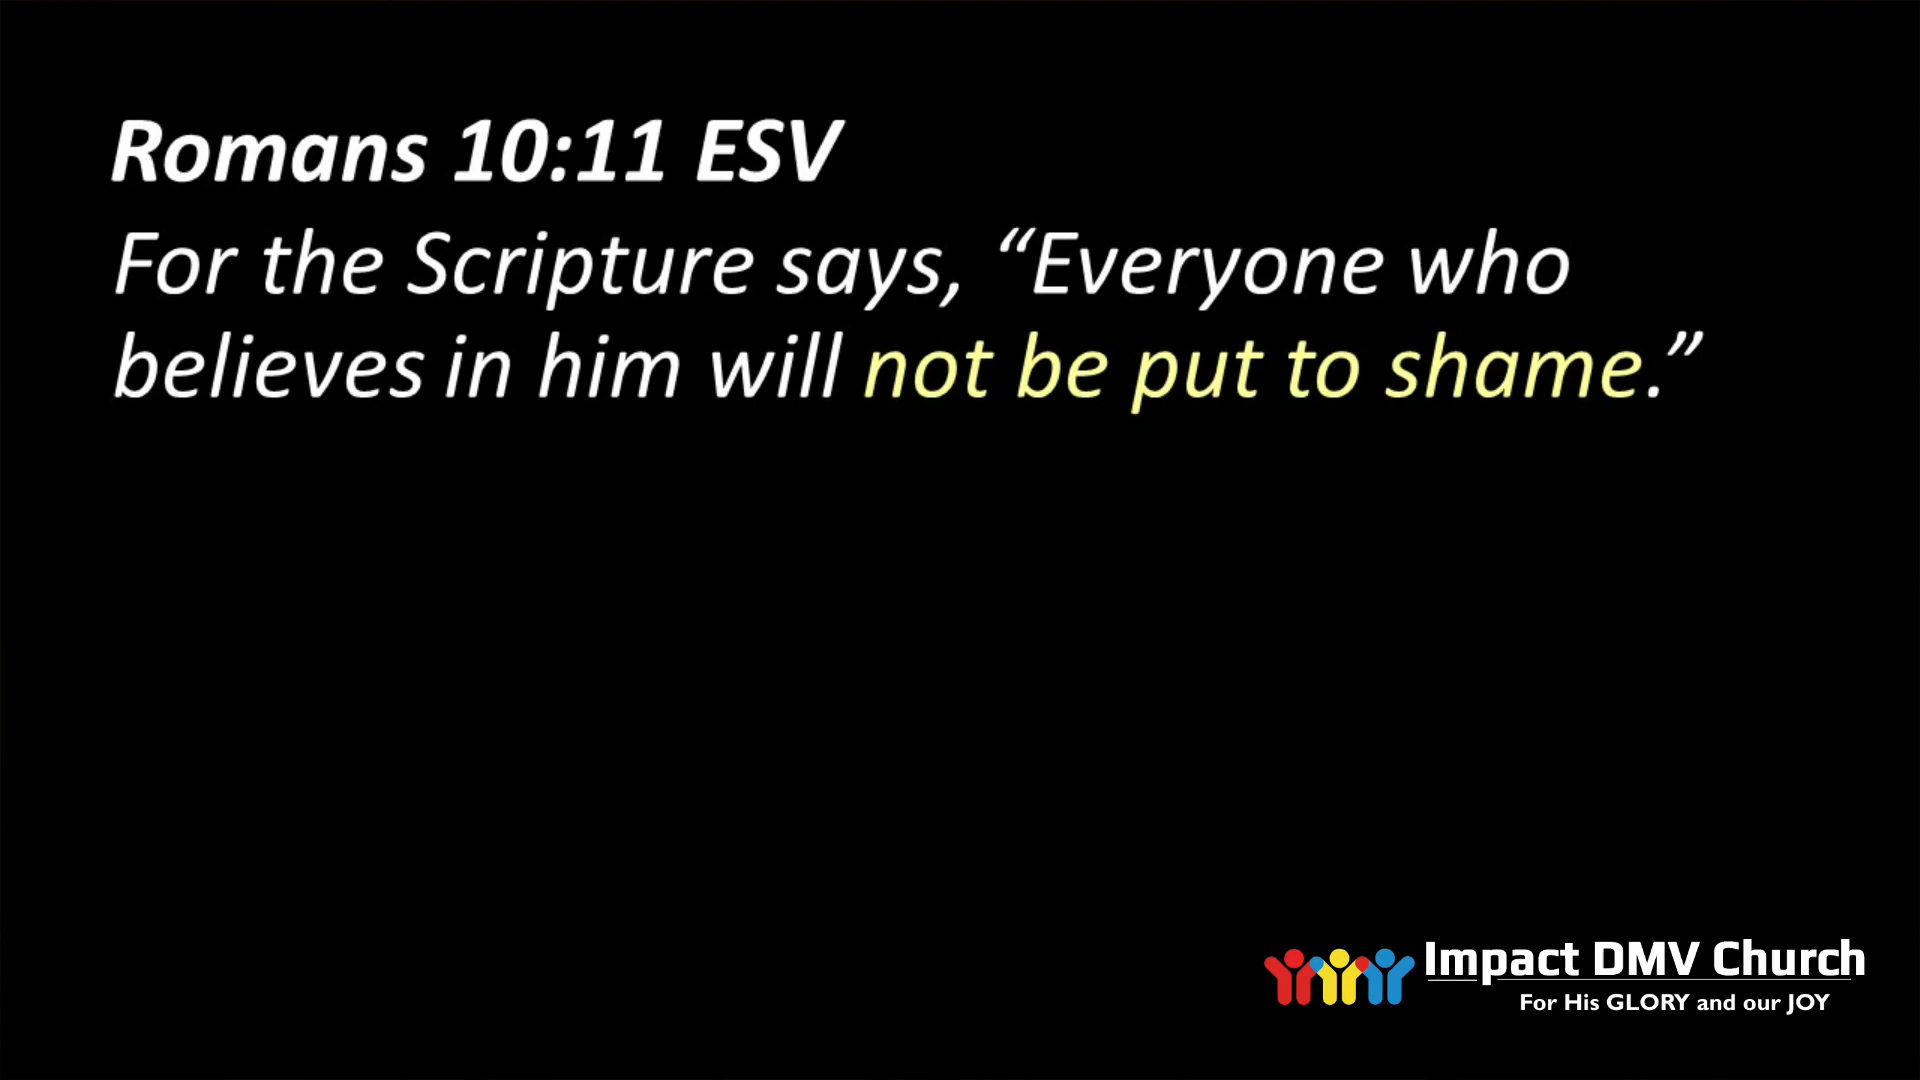 Romans 10:11 ESV
For the Scripture says, “Everyone who
believes in him will not be put to shame.”
Impact DMV Church
For His GLORY and our JOY